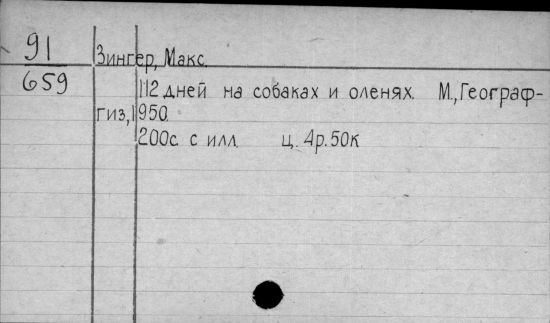 91
Зингер, Макс.
659
112 дней на собаках и оленях. М., Географ-
гиз, 1950.
200с. с илл. ц. 4р.50к